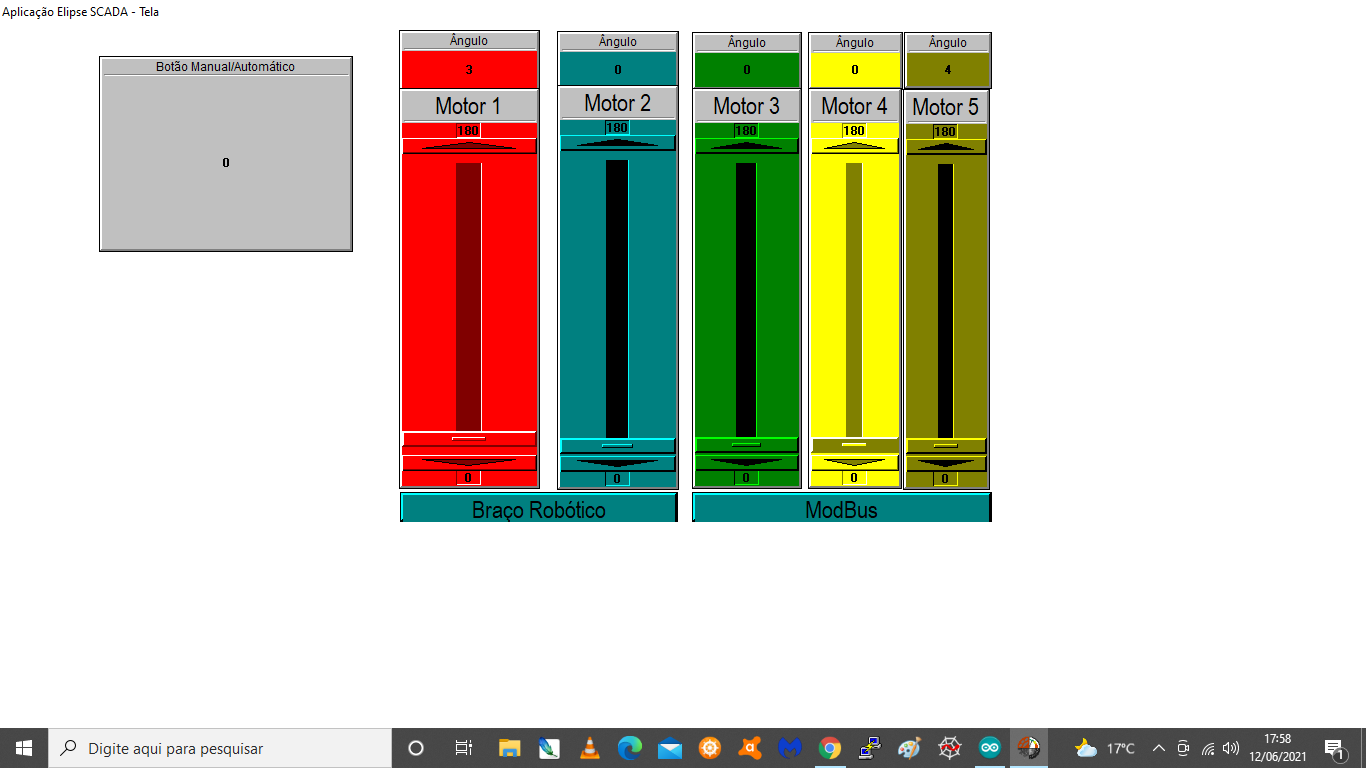 Aplicação Elipse SCADA - Tela
Botão Manual/Automático
0
Ângulo
3
Motor 1
180
0
Ângulo
0
Motor 2
180
0
Ângulo
0
Motor 3
180
0
Ângulo
0
Motor 4
180
0
Ângulo
4
Motor 5
180
0
Braço Robótico
ModBus
Digite aqui para pesquisar
17°C
17:58
12/06/2021
1